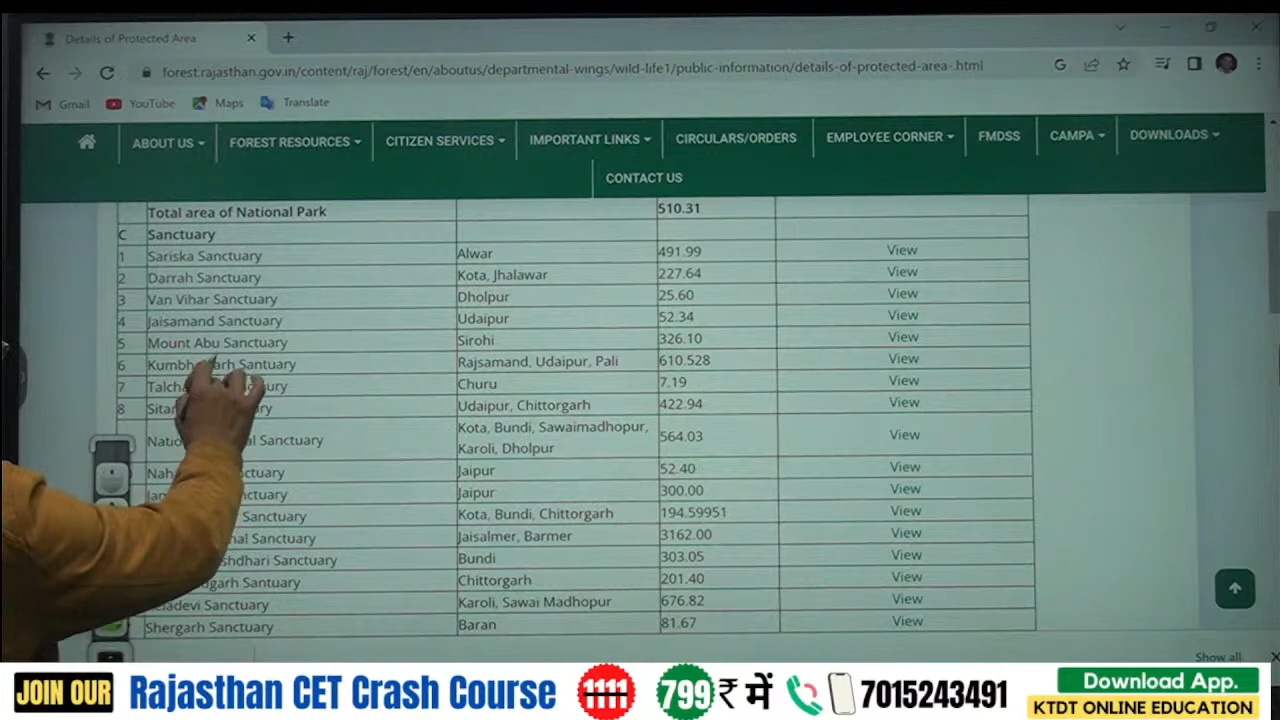 Details of Protected Area
forest.rajasthan.gov.in/content/raj/forest/en/aboutus/departmental-wings/wild-life1/public-information/details-of-protected-area-.html
Gmail YouTube Maps Translate
ABOUT US FOREST RESOURCES CITIZEN SERVICES IMPORTANT LINKS CIRCULARS/ORDERS EMPLOYEE CORNER FMDSS CAMPA DOWNLOADS
CONTACT US
Total area of National Park 510.31
C Sanctuary
1 Sariska Sanctuary Alwar 491.99 View
2 Darrah Sanctuary Kota, Jhalawar 227.64 View
3 Van Vihar Sanctuary Dholpur 25.60 View
4 Jaisamand Sanctuary Udaipur 52.34 View
5 Mount Abu Sanctuary Sirohi 326.10 View
6 Santuary Rajsamand, Udaipur, Pali 610.528 View
7 Churu 7.19 View
8 Udaipur, Chittorgarh 422.94 View
Sanctuary Kota, Bundi, Sawaimadhopur, Karoli, Dholpur 564.03 View
Jaipur 52.40 View
Jaipur 300.00 View
Sanctuary Kota, Bundi, Chittorgarh 194.59951 View
Sanctuary Jaisalmer, Barmer 3162.00 View
Sanctuary Bundi 303.05 View
Santuary Chittorgarh 201.40 View
Sanctuary Karoli, Sawai Madhopur 676.82 View
Shergarh Sanctuary Baran 81.67 View
Show all
JOIN OUR Rajasthan CET Crash Course 1111 799₹ में 7015243491 Download App.
KTDT ONLINE EDUCATION